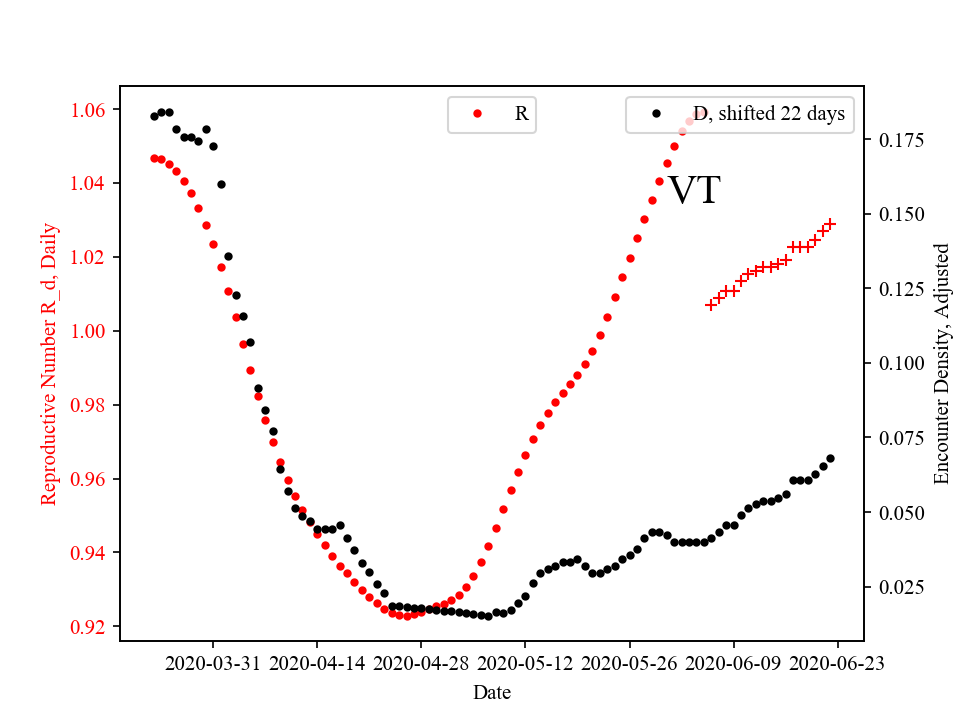 R
D, shifted 22 days
VT
1.06
1.04
1.02
1.00
0.98
0.96
0.94
0.92
Reproductive Number R_d, Daily
0.175
0.150
0.125
0.100
0.075
0.050
0.025
Encounter Density, Adjusted
2020-03-31 2020-04-14 2020-04-28 2020-05-12 2020-05-26 2020-06-09 2020-06-23
Date